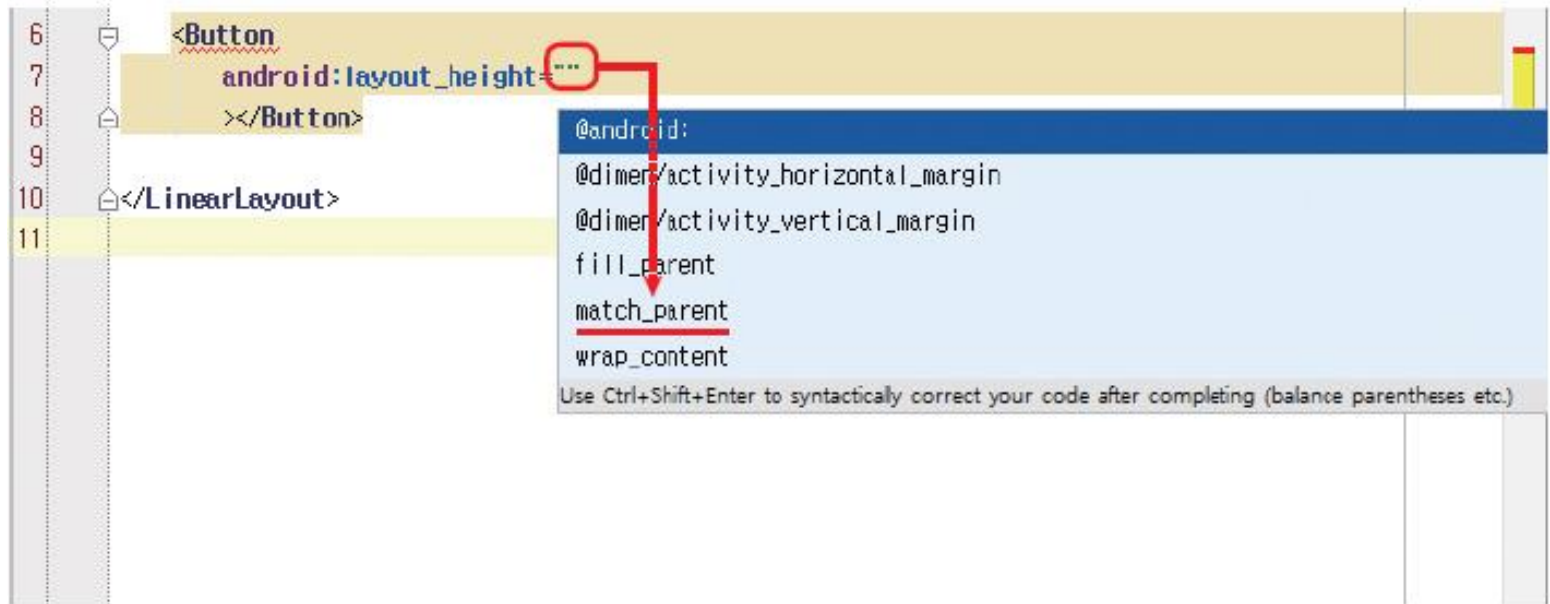 6 <Button
7 android:layout_height=""
8 ></Button>
9
10 </LinearLayout>
11
@android:
@dimen/activity_horizontal_margin
@dimen/activity_vertical_margin
fill_parent
match_parent
wrap_content
Use Ctrl+Shift+Enter to syntactically correct your code after completing (balance parentheses etc.)